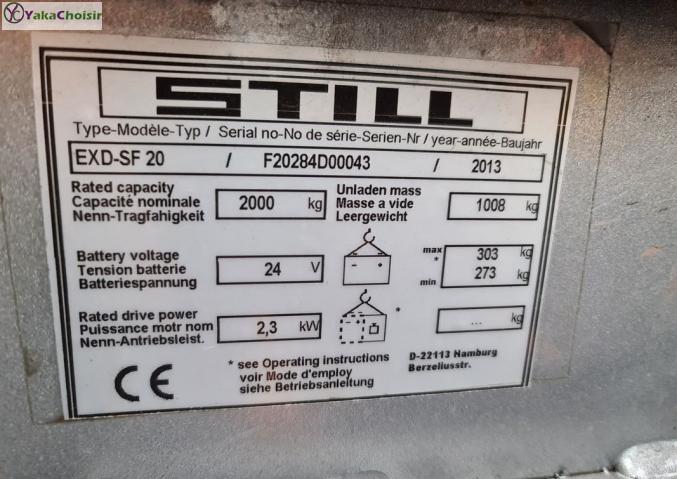 YakaChoisir
STILL
Type-Modèle-Typ / Serial no-No de série-Serien-Nr / year-année-Baujahr
EXD-SF 20 / F20284D00043 / 2013
Rated capacity
Capacité nominale
Nenn-Tragfahigkeit
2000 kg
Unladen mass
Masse a vide
Leergewicht
1008 kg
Battery voltage
Tension batterie
Batteriespannung
24 V
max
*
min
303 kg
273 kg
Rated drive power
Puissance motr nom
Nenn-Antriebsleist.
2,3 kW
*
... kg
CE
* see Operating instructions
voir Mode d'employ
siehe Betriebsanleitung
D-22113 Hamburg
Berzeliusstr.